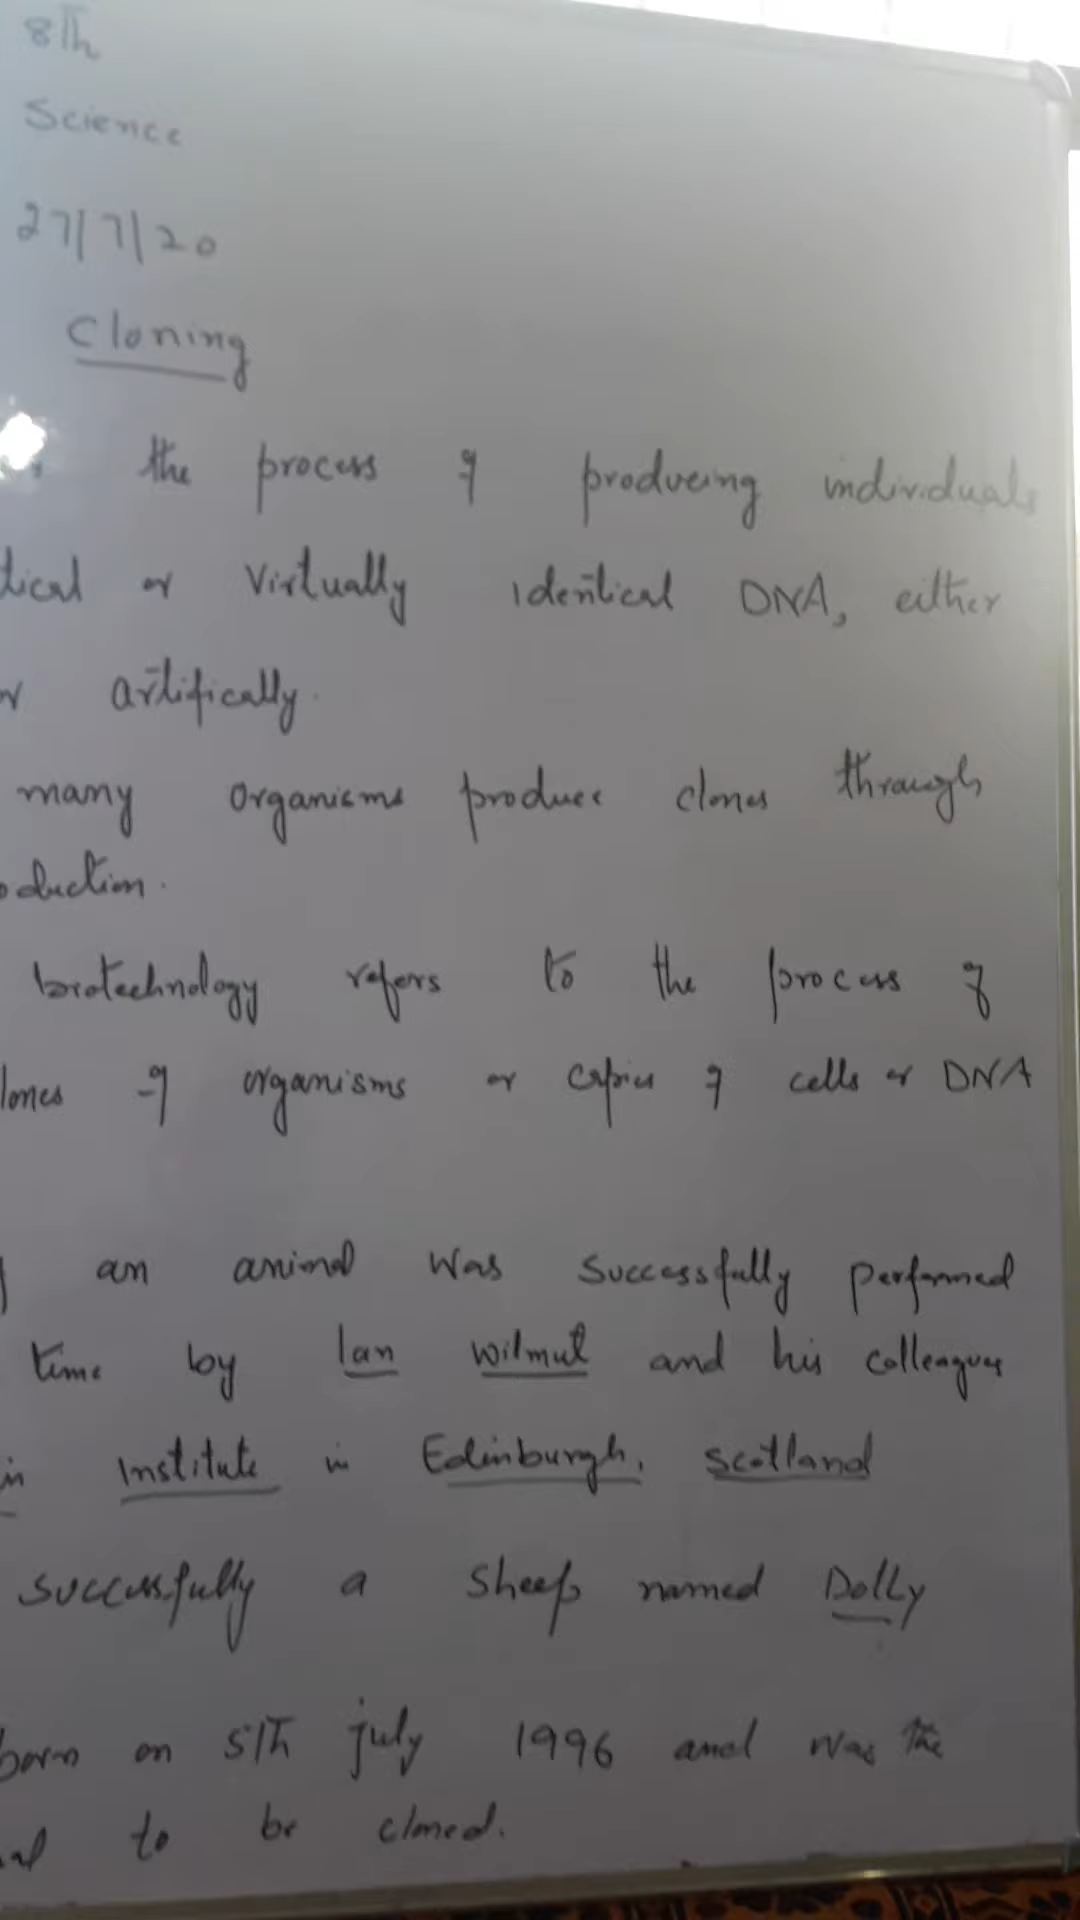 8Th
Science
27/7/20
Cloning
the process of producing individuals
tical or Virtually identical DNA, either
or artifically.
many organisms produce clones through
oduction.
biotechnology refers to the process of
lones of organisms or copies of cells or DNA
an animal was successfully performed
time by Ian wilmut and his colleagues
in Institute in Edinburgh, Scotland
successfully a sheep named Dolly
born on 5Th july 1996 and was the
al to be cloned.